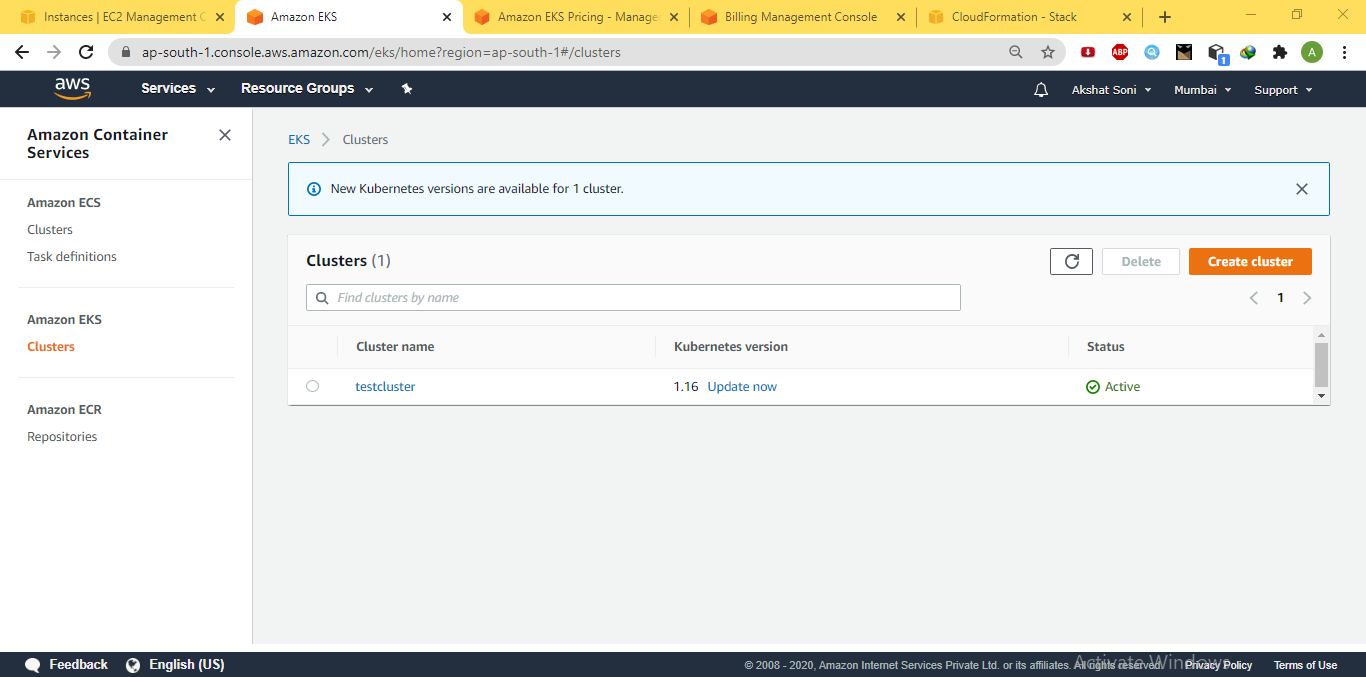 Instances | EC2 Management C
Amazon EKS
Amazon EKS Pricing - Manage
Billing Management Console
CloudFormation - Stack
ap-south-1.console.aws.amazon.com/eks/home?region=ap-south-1#/clusters
ABP
1
A
aws
Services
Resource Groups
Akshat Soni
Mumbai
Support
Amazon Container
Services
Amazon ECS
Clusters
Task definitions
Amazon EKS
Clusters
Amazon ECR
Repositories
EKS
Clusters
New Kubernetes versions are available for 1 cluster.
Clusters (1)
Delete
Create cluster
Find clusters by name
1
Cluster name
Kubernetes version
Status
testcluster
1.16 Update now
Active
Feedback
English (US)
© 2008 - 2020, Amazon Internet Services Private Ltd. or its affiliates. All rights reserved.
Activate Windows
Privacy Policy
Terms of Use